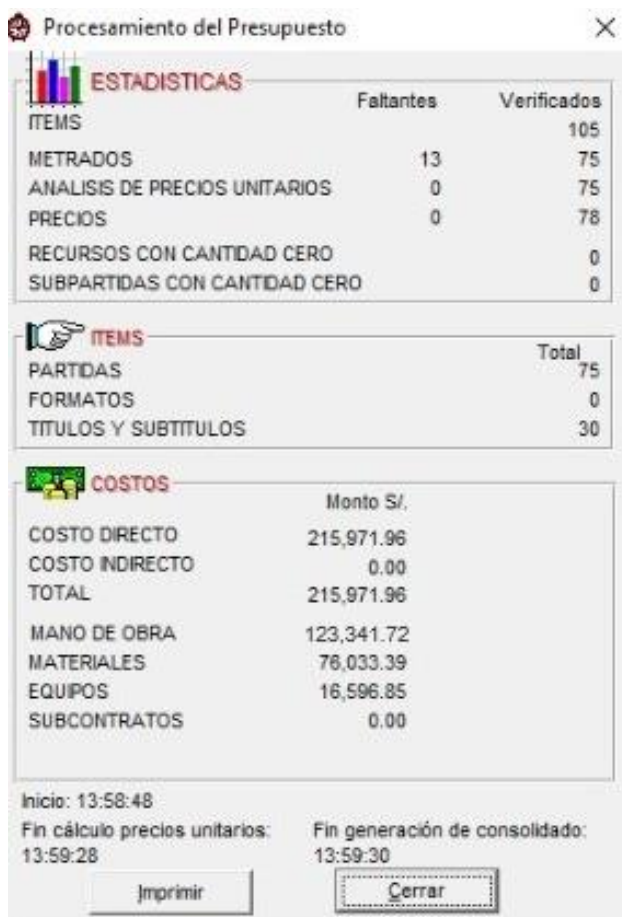 Procesamiento del Presupuesto
ESTADISTICAS
Faltantes Verificados
ITEMS 105
METRADOS 13 75
ANALISIS DE PRECIOS UNITARIOS 0 75
PRECIOS 0 78
RECURSOS CON CANTIDAD CERO 0
SUBPARTIDAS CON CANTIDAD CERO 0
ITEMS
Total
PARTIDAS 75
FORMATOS 0
TITULOS Y SUBTITULOS 30
COSTOS
Monto S/.
COSTO DIRECTO 215,971.96
COSTO INDIRECTO 0.00
TOTAL 215,971.96
MANO DE OBRA 123,341.72
MATERIALES 76,033.39
EQUIPOS 16,596.85
SUBCONTRATOS 0.00
Inicio: 13:58:48
Fin cálculo precios unitarios: Fin generación de consolidado:
13:59:28 13:59:30
Imprimir Cerrar